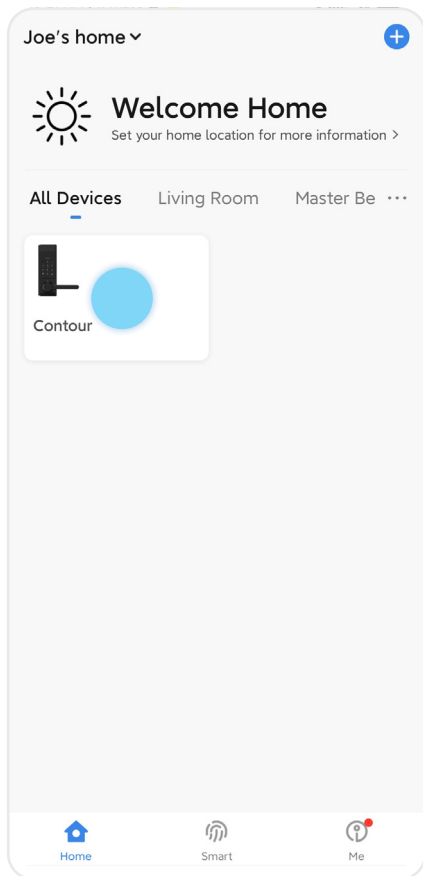 Joe's home
Welcome Home
Set your home location for more information >
All Devices Living Room Master Be ...
Contour
Home Smart Me